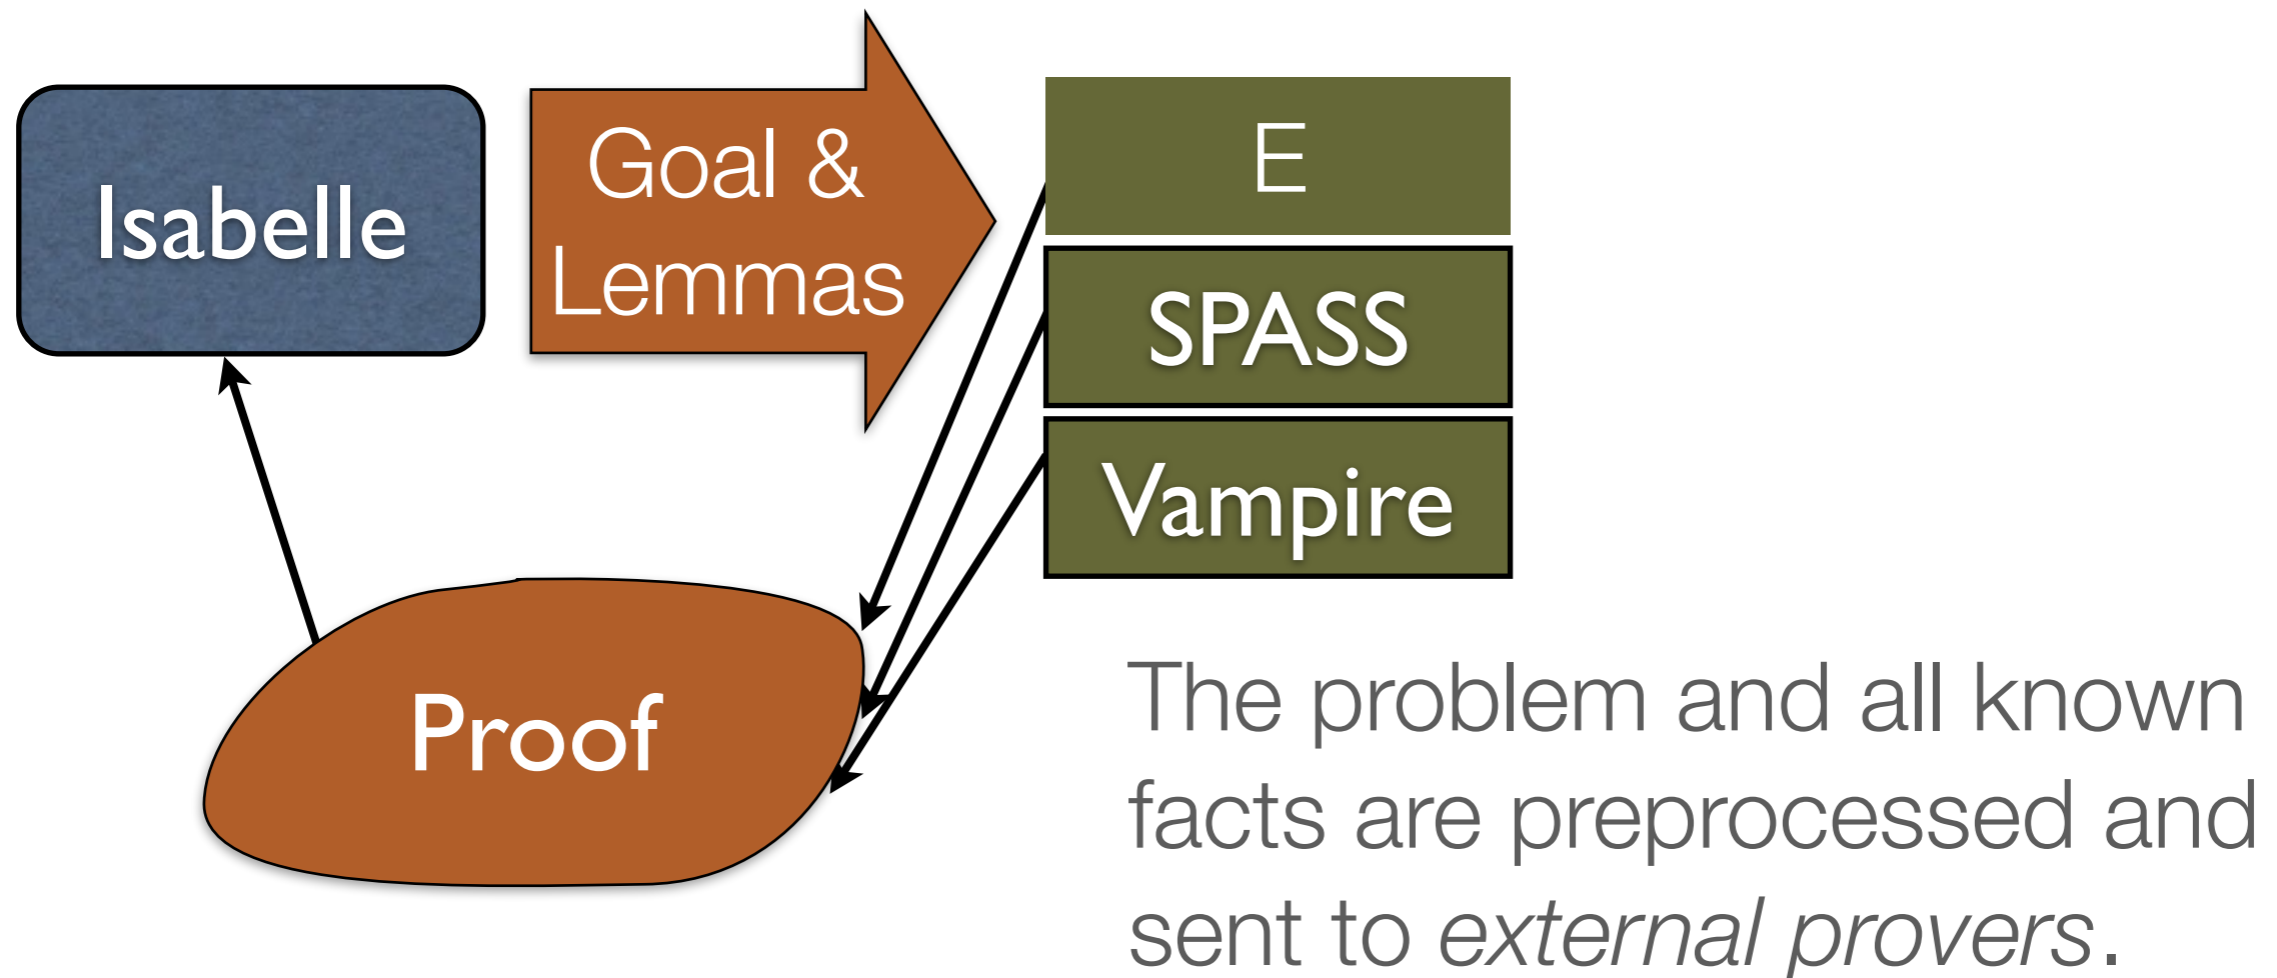 Isabelle
Goal &
Lemmas
E
SPASS
Vampire
Proof
The problem and all known
facts are preprocessed and
sent to external provers.